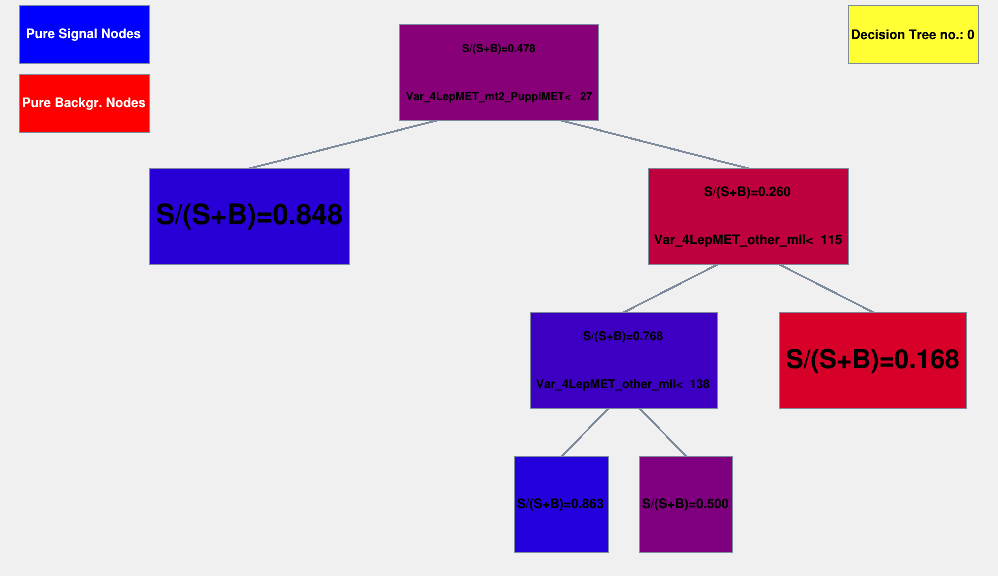 Pure Signal Nodes
Pure Backgr. Nodes
Decision Tree no.: 0
S/(S+B)=0.478
Var_4LepMET_mt2_PuppiMET< 27
S/(S+B)=0.848
S/(S+B)=0.260
Var_4LepMET_other_mll< 115
S/(S+B)=0.768
Var_4LepMET_other_mll< 138
S/(S+B)=0.168
S/(S+B)=0.863
S/(S+B)=0.500